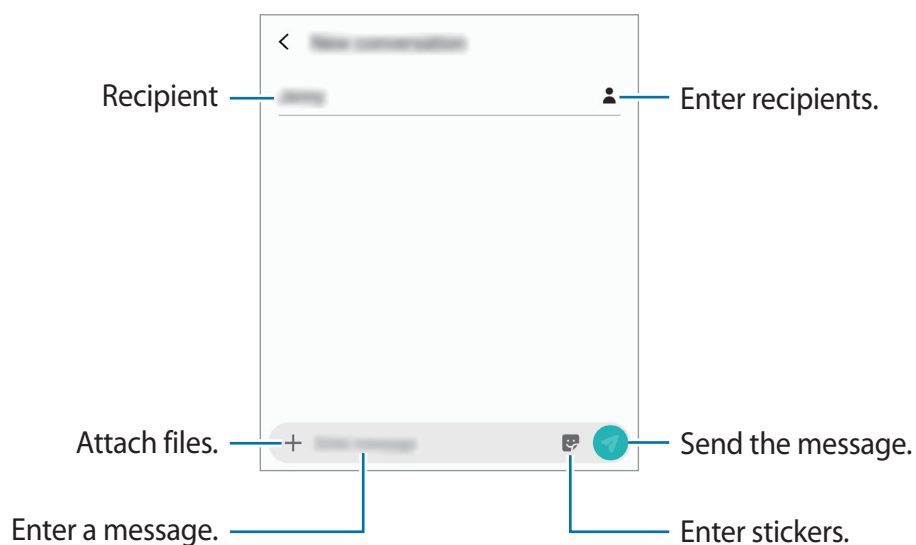 Recipient
Enter recipients.
Attach files.
Send the message.
Enter a message.
Enter stickers.